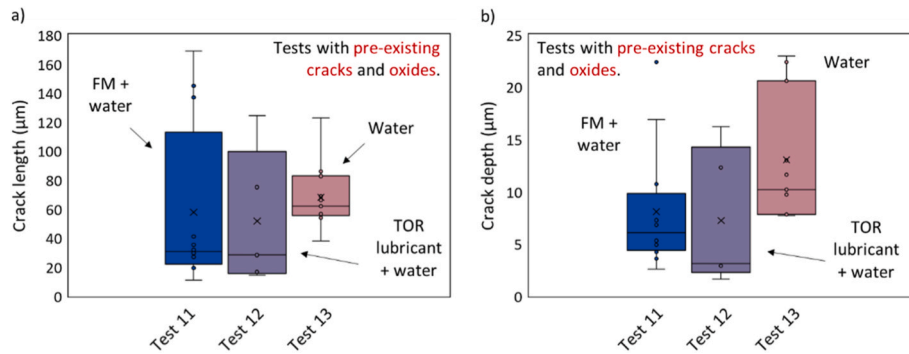 a)
Crack length (µm)
180
160
140
120
100
80
60
40
20
0
Tests with pre-existing
cracks and oxides.
FM +
water
Water
TOR
lubricant
+ water
Test 11
Test 12
Test 13
b)
Crack depth (µm)
25
20
15
10
5
0
Tests with pre-existing cracks
and oxides.
Water
FM +
water
TOR
lubricant
+ water
Test 11
Test 12
Test 13